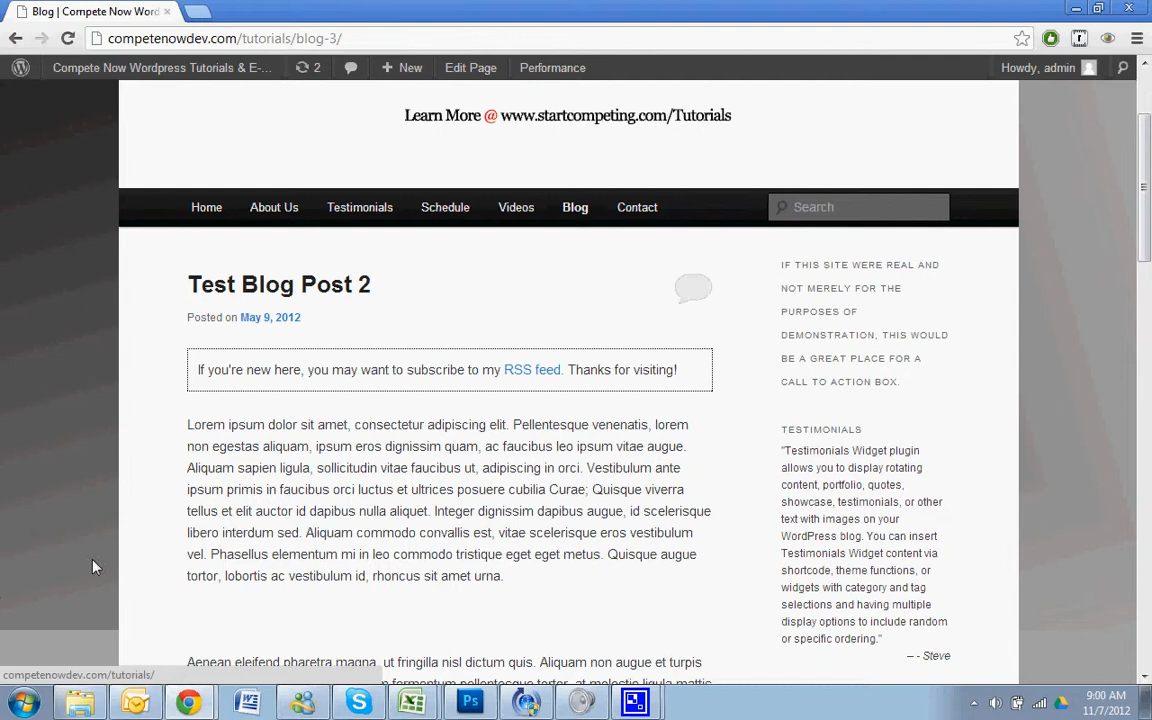 Blog | Compete Now Word
competenowdev.com/tutorials/blog-3/
Compete Now Wordpress Tutorials & E-...
2
New
Edit Page
Performance
Howdy, admin
Learn More @ www.startcompeting.com/Tutorials
Home
About Us
Testimonials
Schedule
Videos
Blog
Contact
Search
Test Blog Post 2
Posted on May 9, 2012
If you're new here, you may want to subscribe to my RSS feed. Thanks for visiting!
Lorem ipsum dolor sit amet, consectetur adipiscing elit. Pellentesque venenatis, lorem
non egestas aliquam, ipsum eros dignissim quam, ac faucibus leo ipsum vitae augue.
Aliquam sapien ligula, sollicitudin vitae faucibus ut, adipiscing in orci. Vestibulum ante
ipsum primis in faucibus orci luctus et ultrices posuere cubilia Curae; Quisque viverra
tellus et elit auctor id dapibus nulla aliquet. Integer dignissim dapibus augue, id scelerisque
libero interdum sed. Aliquam commodo convallis est, vitae scelerisque eros vestibulum
vel. Phasellus elementum mi in leo commodo tristique eget eget metus. Quisque augue
tortor, lobortis ac vestibulum id, rhoncus sit amet urna.
Aenean eleifend pharetra magna, ut fringilla nisl dictum quis. Aliquam non augue et turpis
IF THIS SITE WERE REAL AND
NOT MERELY FOR THE
PURPOSES OF
DEMONSTRATION, THIS WOULD
BE A GREAT PLACE FOR A
CALL TO ACTION BOX.
TESTIMONIALS
"Testimonials Widget plugin
allows you to display rotating
content, portfolio, quotes,
showcase, testimonials, or other
text with images on your
WordPress blog. You can insert
Testimonials Widget content via
shortcode, theme functions, or
widgets with category and tag
selections and having multiple
display options to include random
or specific ordering."
– - Steve
competenowdev.com/tutorials/
9:00 AM
11/7/2012